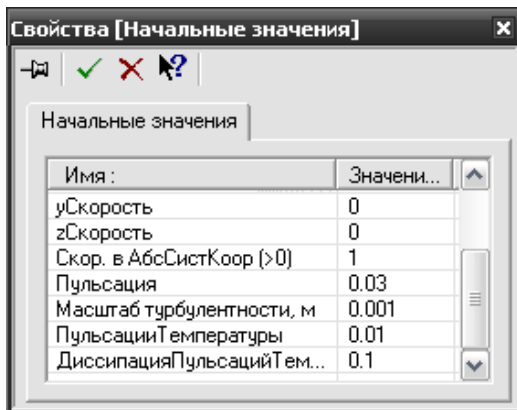 Свойства [Начальные значения]
Начальные значения
Имя : Значени...
yСкорость 0
zСкорость 0
Скор. в АбсСистКоор (>0) 1
Пульсация 0.03
Масштаб турбулентности, м 0.001
ПульсацииТемпературы 0.01
ДиссипацияПульсацийТем... 0.1